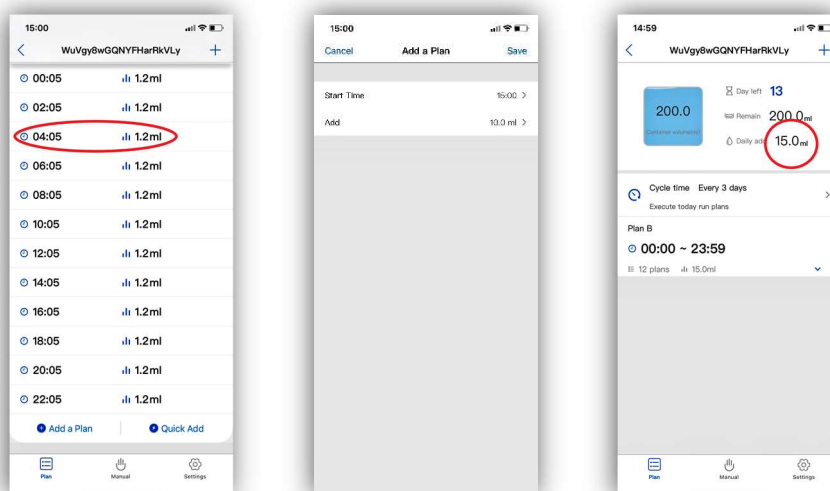 15:00
WuVgy8wGQNYFHarRkVLy
00:05 1.2ml
02:05 1.2ml
04:05 1.2ml
06:05 1.2ml
08:05 1.2ml
10:05 1.2ml
12:05 1.2ml
14:05 1.2ml
16:05 1.2ml
18:05 1.2ml
20:05 1.2ml
22:05 1.2ml
Add a Plan Quick Add
Plan Manual Settings
15:00
Cancel Add a Plan Save
Start Time 15:00
Add 10.0 ml
14:59
WuVgy8wGQNYFHarRkVLy
Day left 13
200.0
Remain 200.0ml
Daily add 15.0ml
Cycle time Every 3 days
Execute today run plans
Plan B
00:00 ~ 23:59
12 plans 15.0ml
Plan Manual Settings